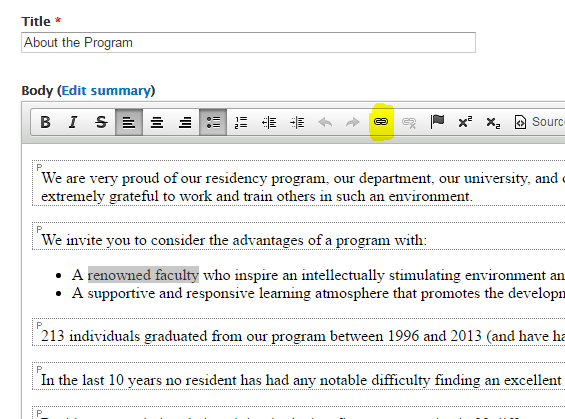 Title *
About the Program
Body (Edit summary)
B I S x² x₂ Sourc
P
We are very proud of our residency program, our department, our university, and
extremely grateful to work and train others in such an environment.
P
We invite you to consider the advantages of a program with:
• A renowned faculty who inspire an intellectually stimulating environment an
• A supportive and responsive learning atmosphere that promotes the developm
P
213 individuals graduated from our program between 1996 and 2013 (and have ha
P
In the last 10 years no resident has had any notable difficulty finding an excellent
P